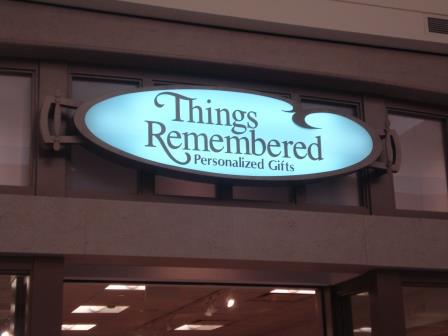 Things
Remembered
Personalized Gifts